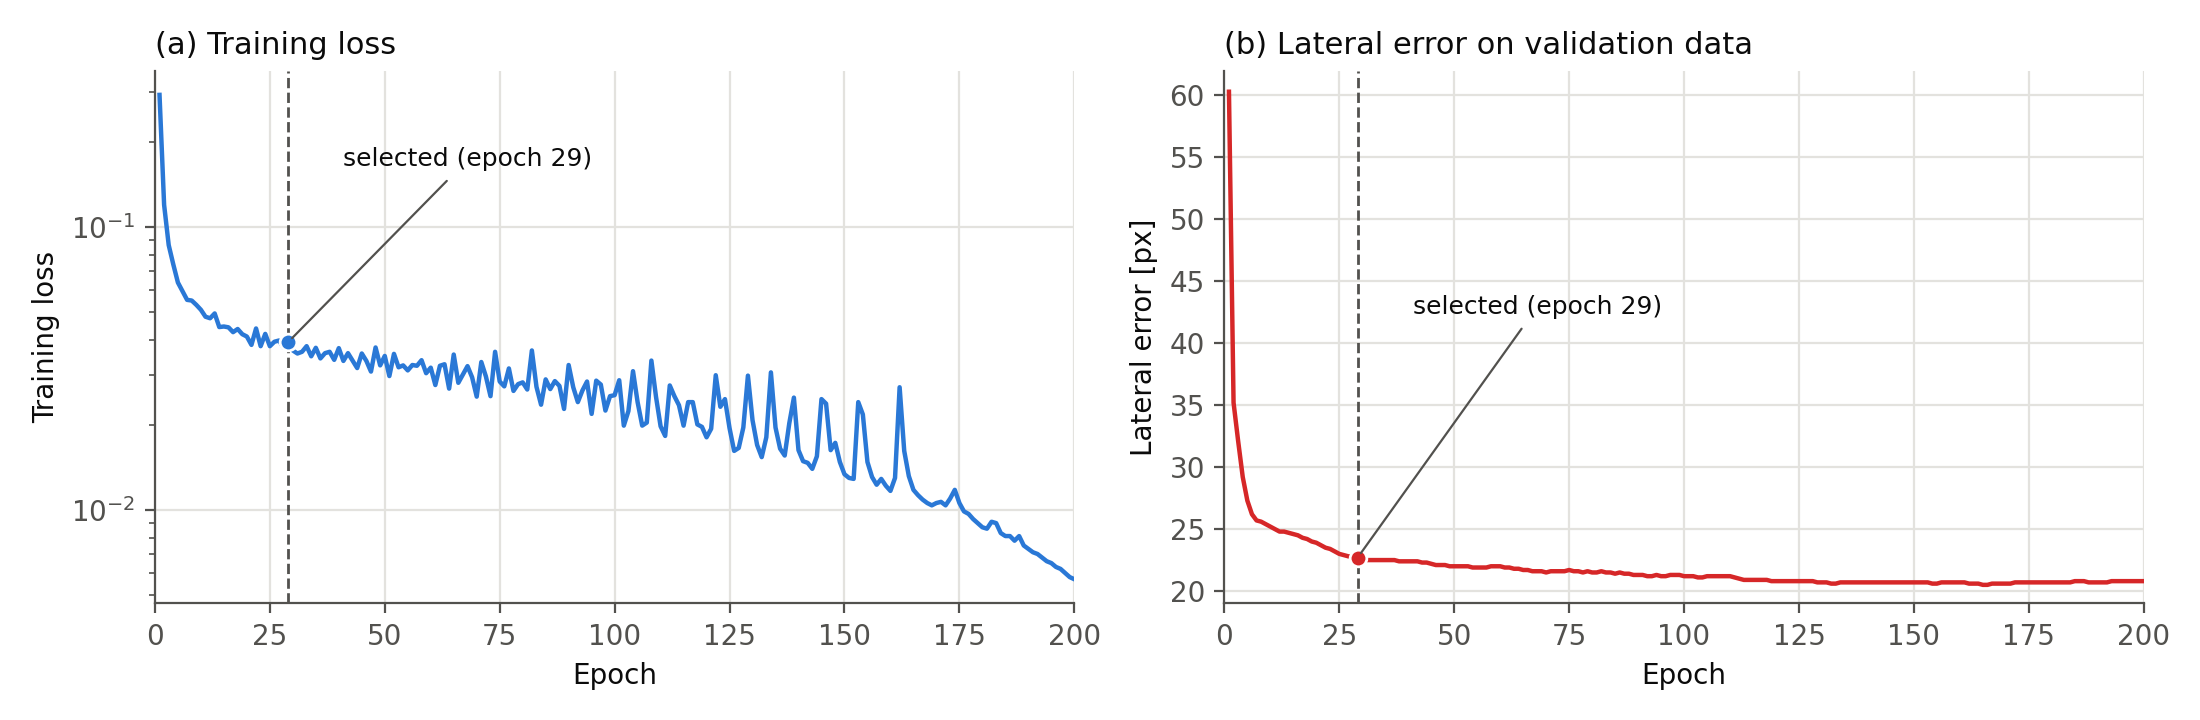 (a) Training loss
Training loss
10⁻¹
10⁻²
selected (epoch 29)
0 25 50 75 100 125 150 175 200
Epoch
(b) Lateral error on validation data
Lateral error [px]
60
55
50
45
40
35
30
25
20
selected (epoch 29)
0 25 50 75 100 125 150 175 200
Epoch